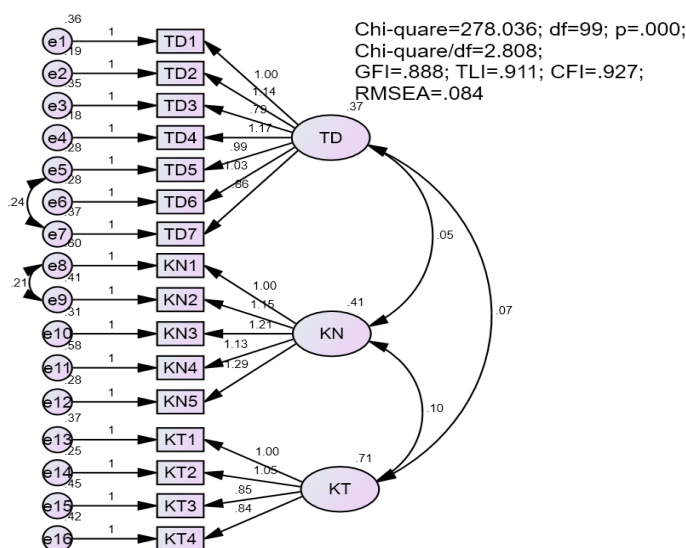 Chi-quare=278.036; df=99; p=.000;
Chi-quare/df=2.808;
GFI=.888; TLI=.911; CFI=.927;
RMSEA=.084
.36
e1 1 TD1
.19
e2 1 TD2
.35
e3 1 TD3
.18
e4 1 TD4
.28
e5 1 TD5
.28
e6 1 TD6
.37
e7 1 TD7
.24
.60
e8 1 KN1
.41
e9 1 KN2
.21
.31
e10 1 KN3
.58
e11 1 KN4
.28
e12 1 KN5
.37
e13 1 KT1
.25
e14 1 KT2
.45
e15 1 KT3
.42
e16 1 KT4
1.00
1.14
.79
1.17
.99
1.03
.86
.37
TD
1.00
1.15
1.21
1.13
1.29
.41
KN
1.00
1.05
.85
.84
.71
KT
.05
.07
.10